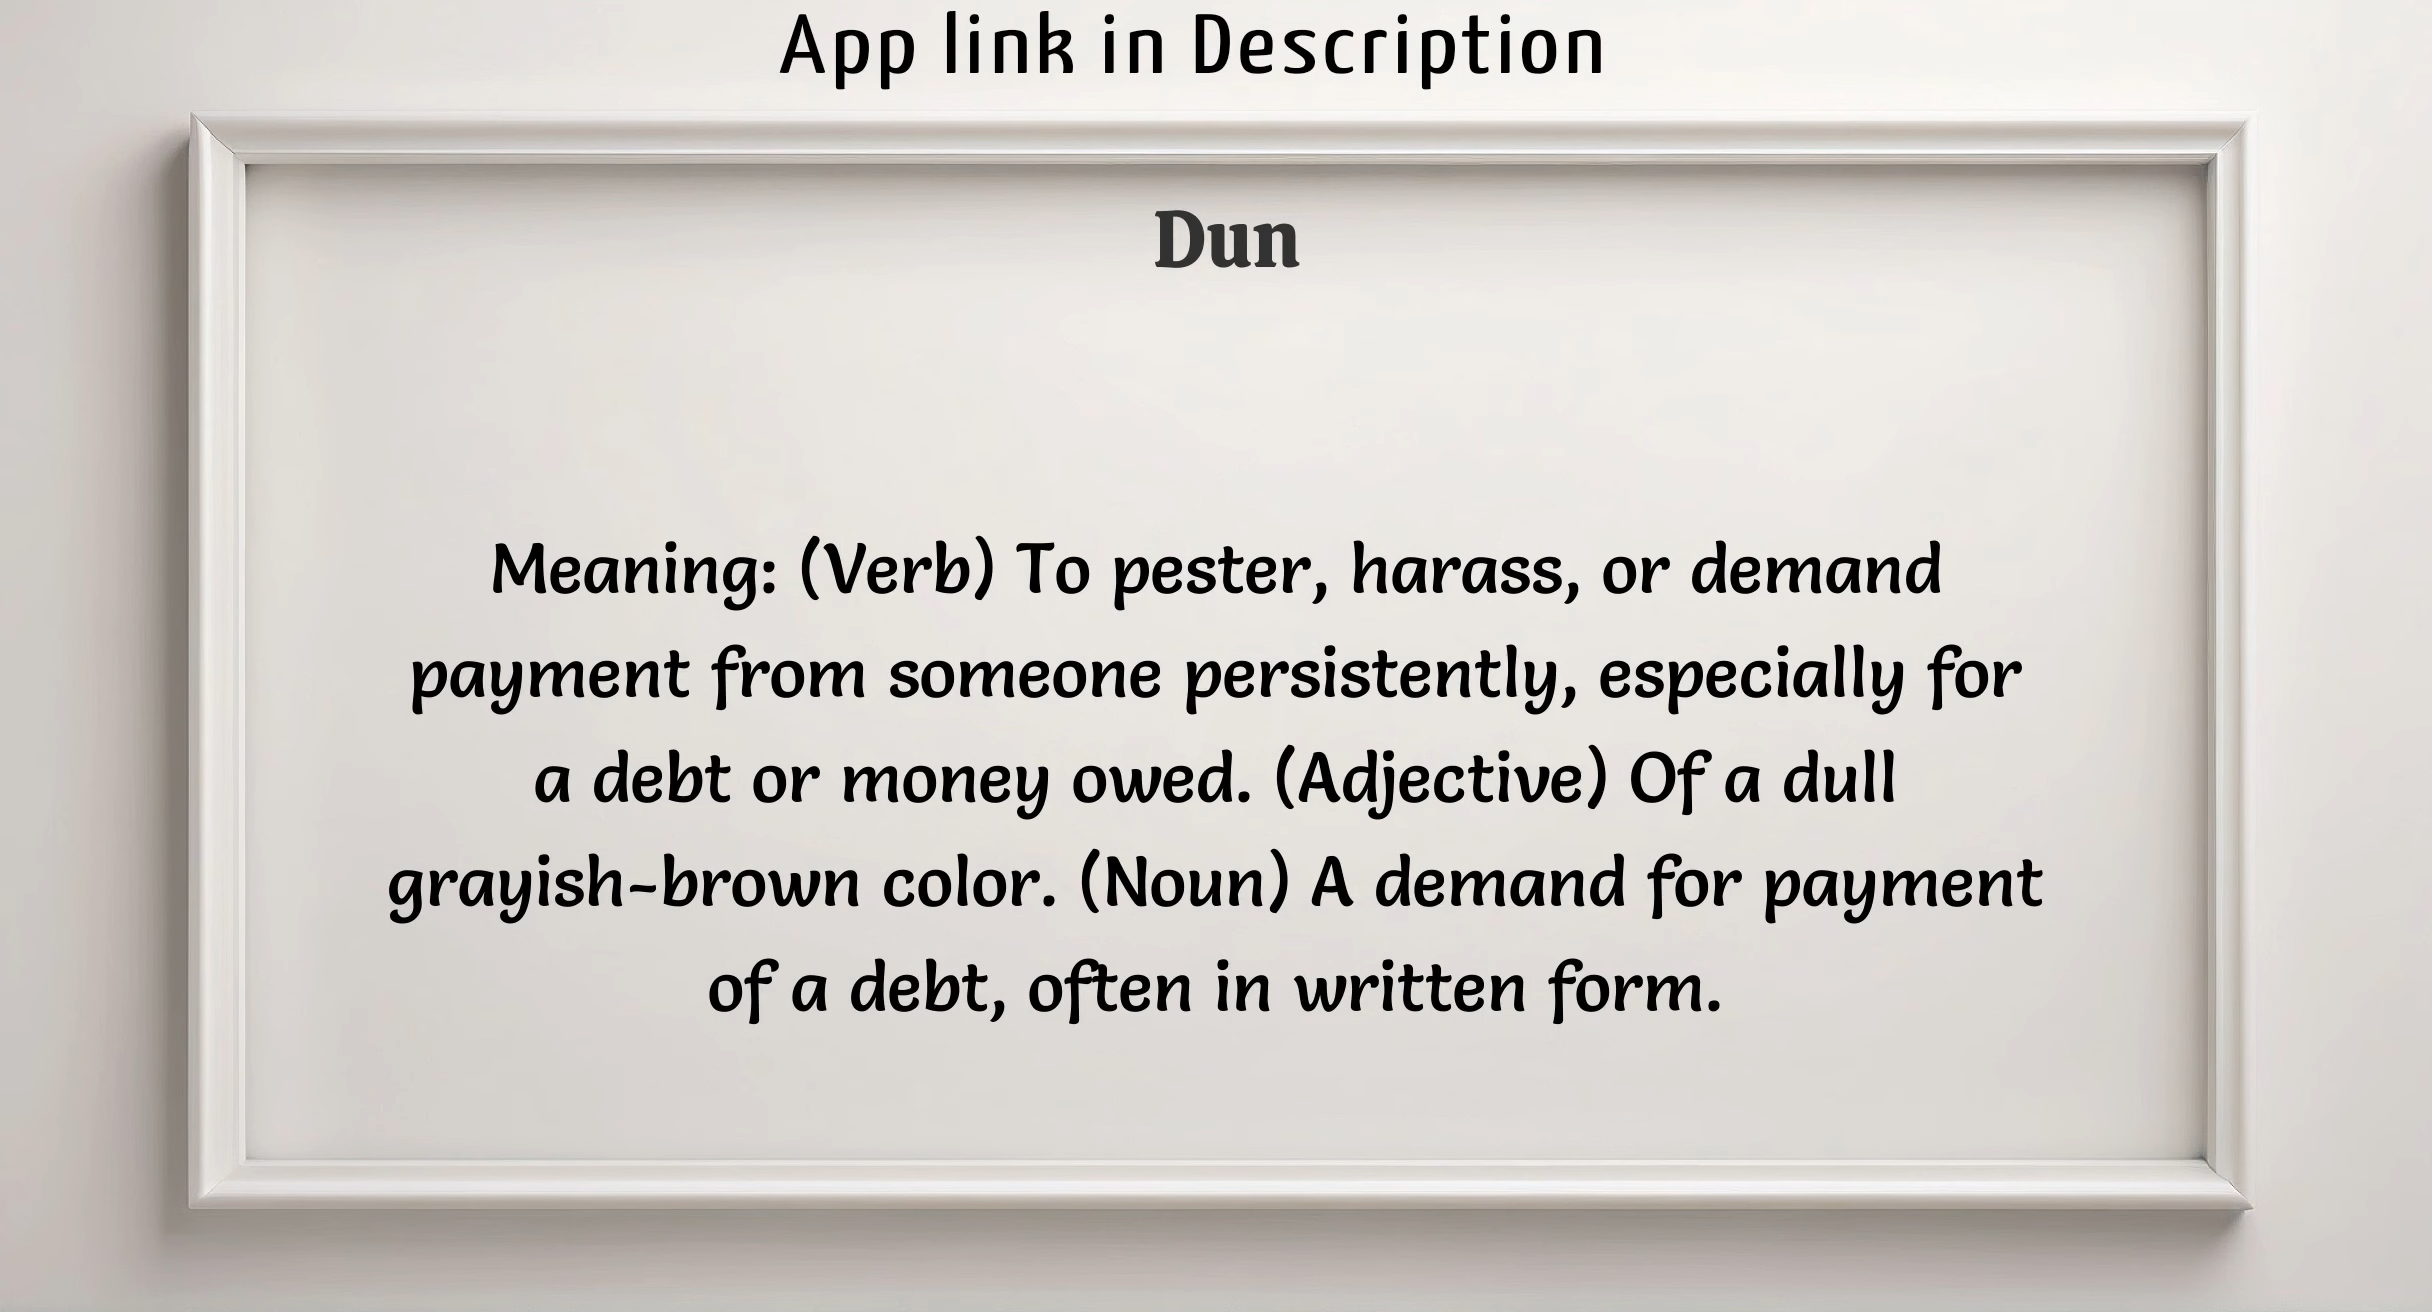 App link in Description
Dun
Meaning: (Verb) To pester, harass, or demand
payment from someone persistently, especially for
a debt or money owed. (Adjective) Of a dull
grayish-brown color. (Noun) A demand for payment
of a debt, often in written form.